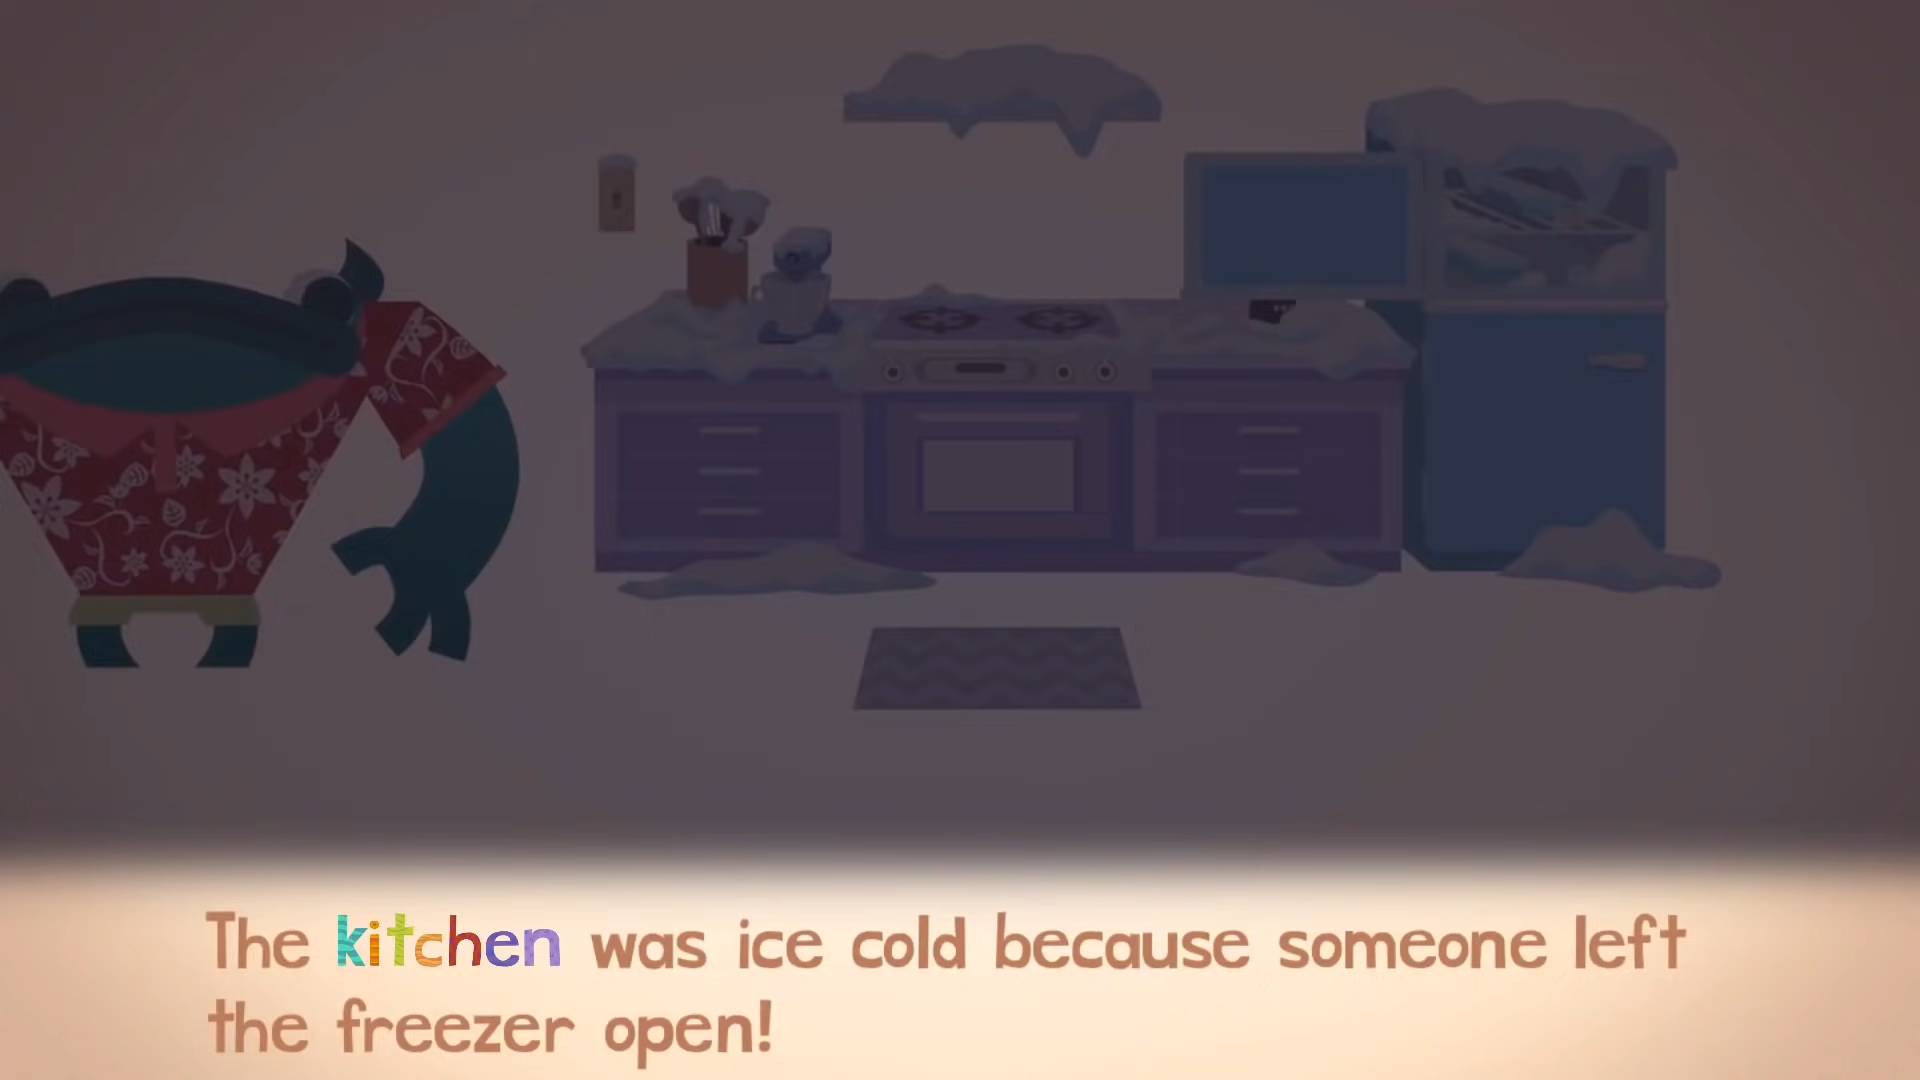 The kitchen was ice cold because someone left
the freezer open!